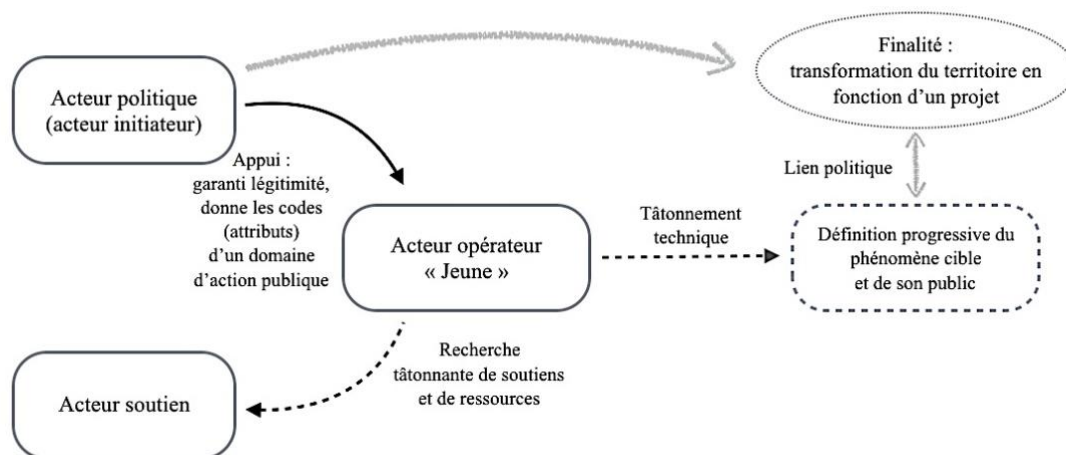 Acteur politique
(acteur initiateur)
Finalité :
transformation du territoire en
fonction d’un projet
Appui :
garanti légitimité,
donne les codes
(attributs)
d’un domaine
d’action publique
Lien politique
Acteur opérateur
« Jeune »
Tâtonnement
technique
Définition progressive du
phénomène cible
et de son public
Recherche
tâtonnante de soutiens
et de ressources
Acteur soutien